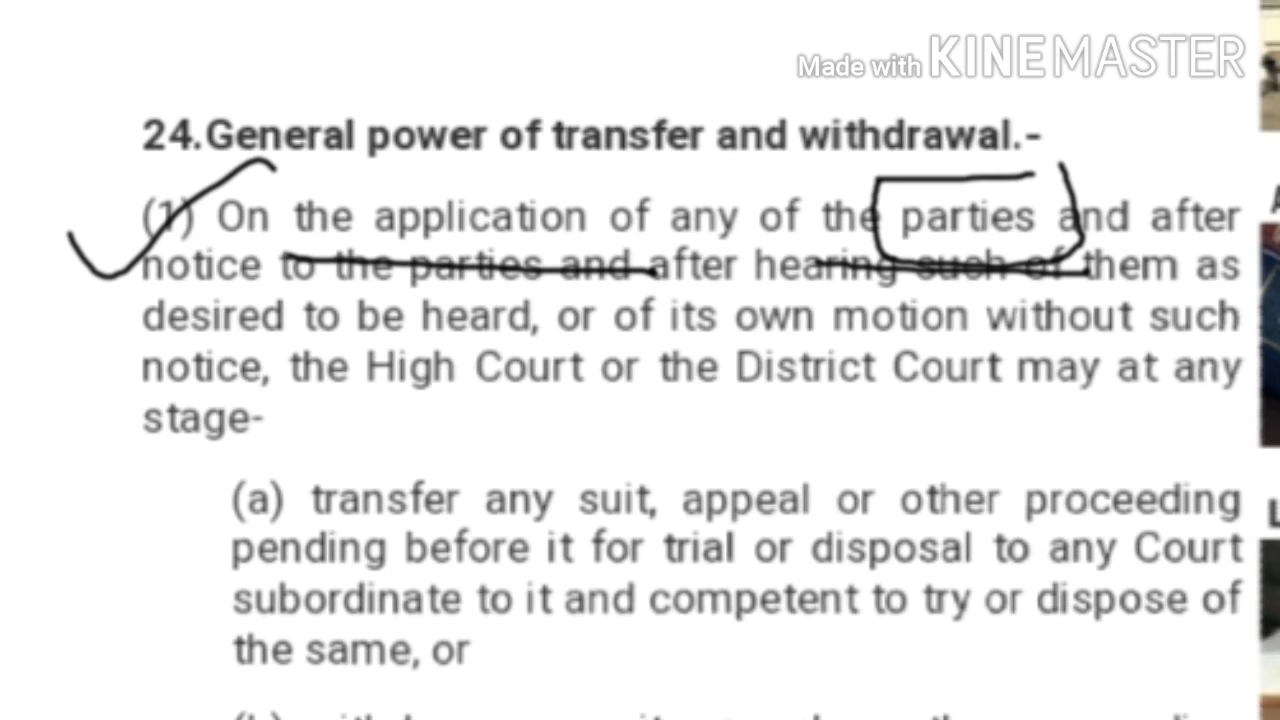 Made with KINEMASTER
24.General power of transfer and withdrawal.-
(1) On the application of any of the parties and after
notice to the parties and after hearing such of them as
desired to be heard, or of its own motion without such
notice, the High Court or the District Court may at any
stage-
(a) transfer any suit, appeal or other proceeding
pending before it for trial or disposal to any Court
subordinate to it and competent to try or dispose of
the same, or